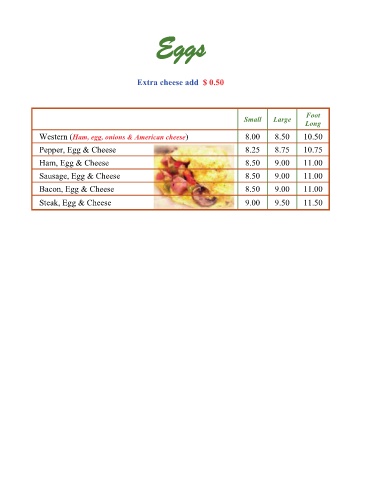 Eggs
Extra cheese add $ 0.50
Small Large Foot Long
Western (Ham, egg, onions & American cheese) 8.00 8.50 10.50
Pepper, Egg & Cheese 8.25 8.75 10.75
Ham, Egg & Cheese 8.50 9.00 11.00
Sausage, Egg & Cheese 8.50 9.00 11.00
Bacon, Egg & Cheese 8.50 9.00 11.00
Steak, Egg & Cheese 9.00 9.50 11.50